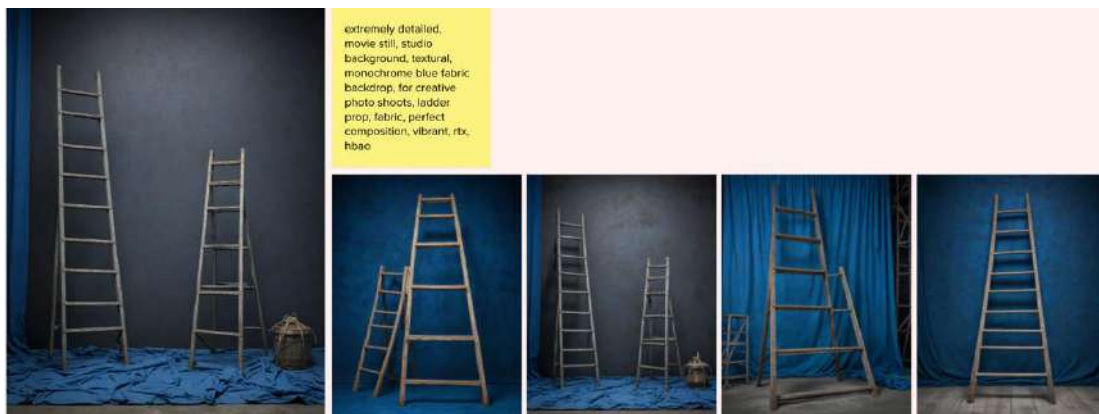 extremely detailed,
movie still, studio
background, textural,
monochrome blue fabric
backdrop, for creative
photo shoots, ladder
prop, fabric, perfect
composition, vibrant, rtx,
hbao